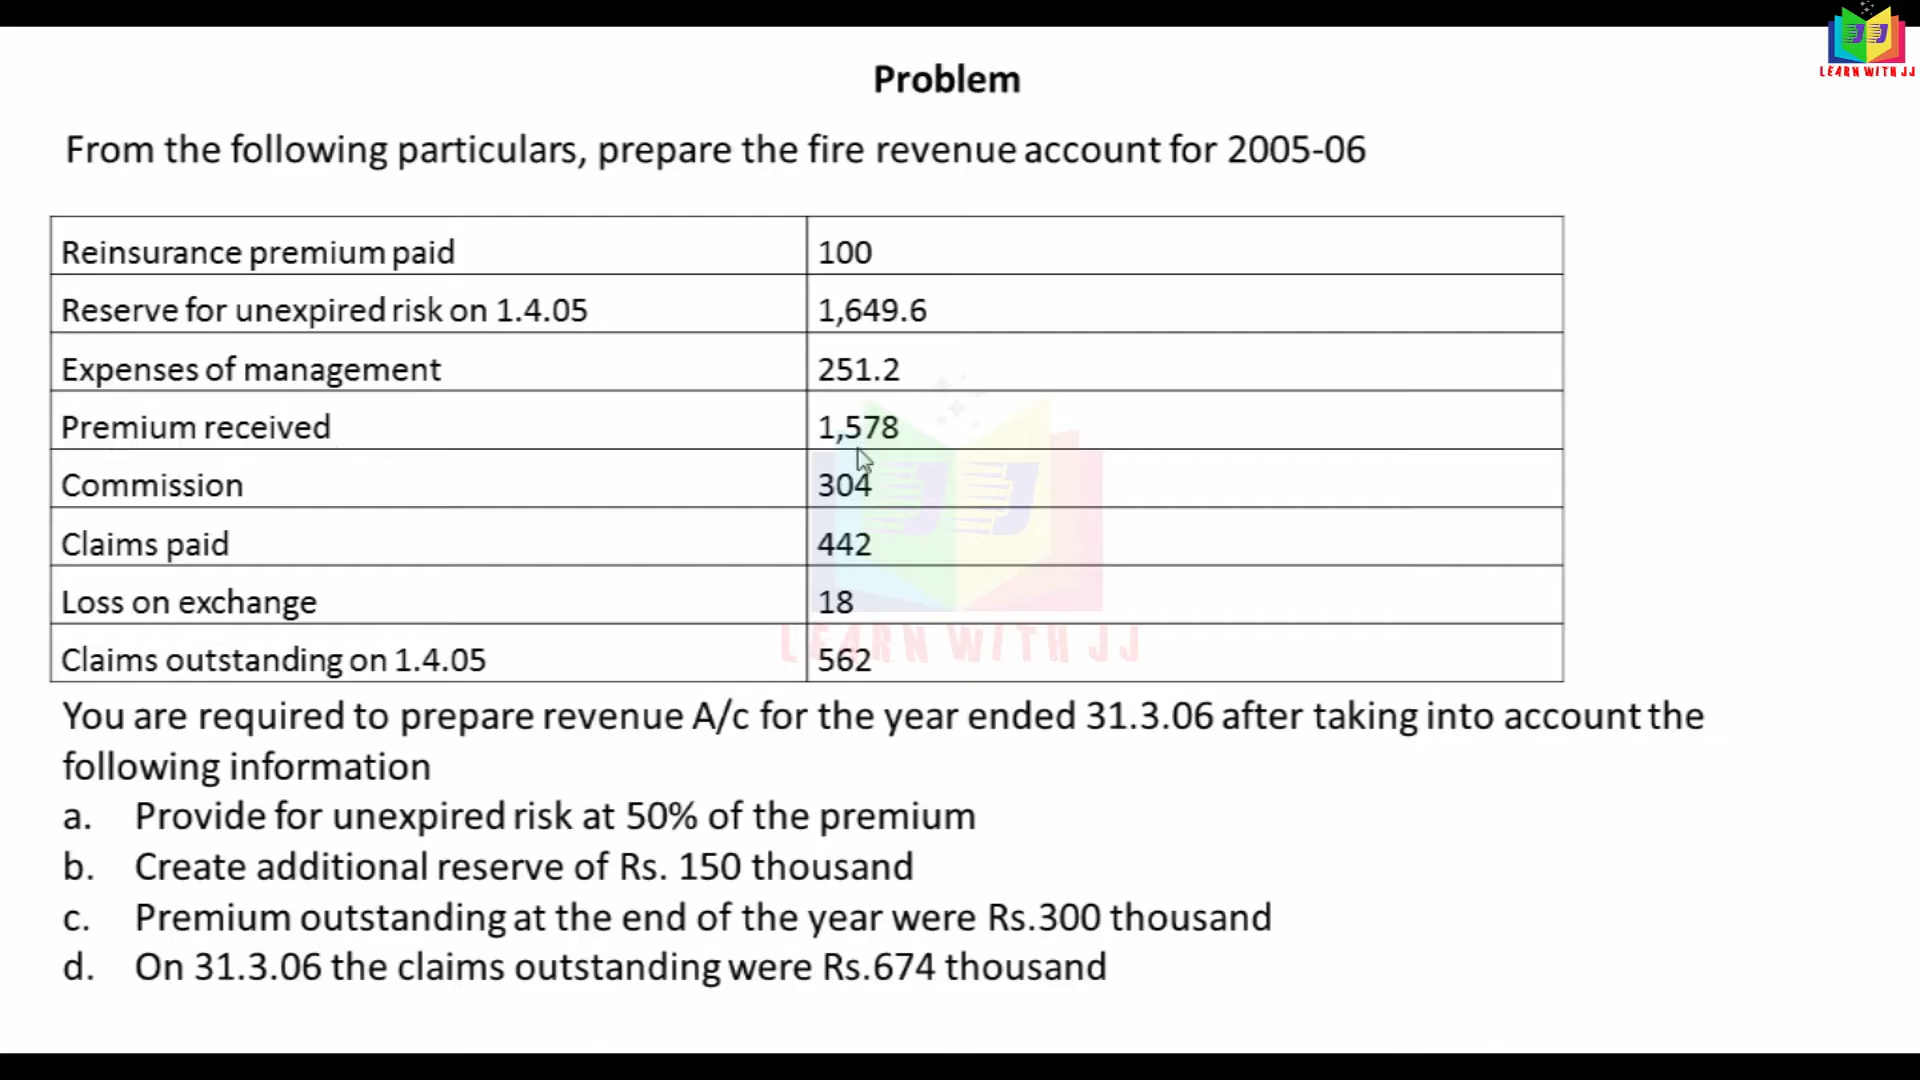 LEARN WITH JJ
Problem
From the following particulars, prepare the fire revenue account for 2005-06
Reinsurance premium paid 100
Reserve for unexpired risk on 1.4.05 1,649.6
Expenses of management 251.2
Premium received 1,578
Commission 304
Claims paid 442
Loss on exchange 18
Claims outstanding on 1.4.05 562
LEARN WITH JJ
You are required to prepare revenue A/c for the year ended 31.3.06 after taking into account the
following information
a. Provide for unexpired risk at 50% of the premium
b. Create additional reserve of Rs. 150 thousand
c. Premium outstanding at the end of the year were Rs.300 thousand
d. On 31.3.06 the claims outstanding were Rs.674 thousand